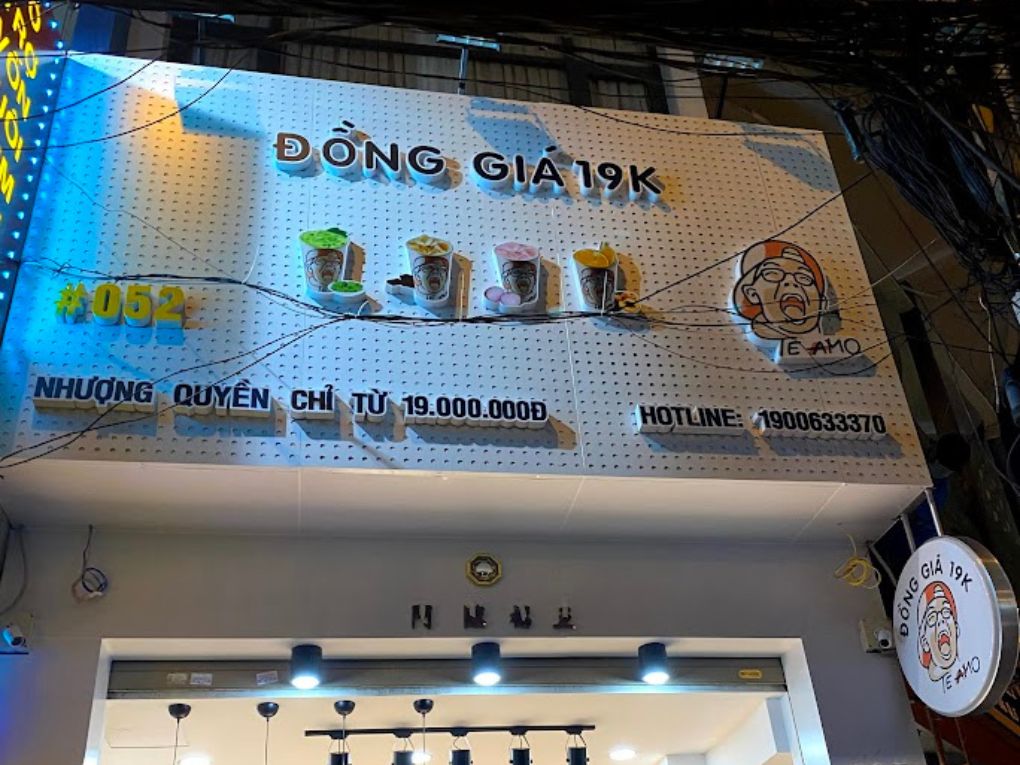 ĐỒNG GIÁ 19K
#052
TE AMO
NHƯỢNG QUYỀN CHỈ TỪ 19.000.000Đ
HOTLINE: 1900633370
ĐỒNG GIÁ 19K
TE AMO